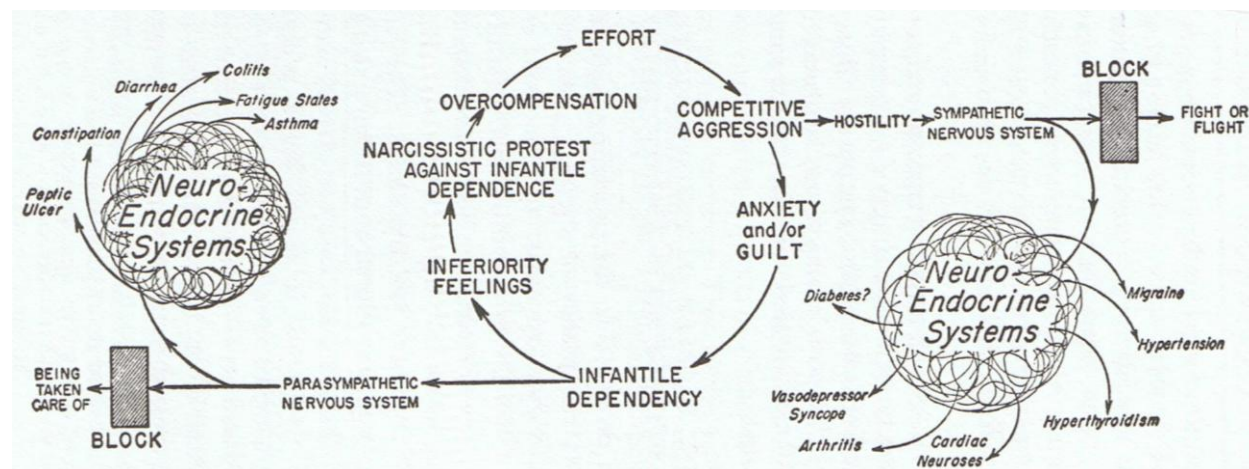 EFFORT
OVERCOMPENSATION
NARCISSISTIC PROTEST
AGAINST INFANTILE
DEPENDENCE
INFERIORITY
FEELINGS
COMPETITIVE
AGGRESSION
HOSTILITY
SYMPATHETIC
NERVOUS SYSTEM
BLOCK
FIGHT OR
FLIGHT
ANXIETY
and/or
GUILT
INFANTILE
DEPENDENCY
PARASYMPATHETIC
NERVOUS SYSTEM
BLOCK
BEING
TAKEN
CARE OF
Colitis
Diarrhea
Fatigue States
Asthma
Constipation
Peptic
Ulcer
Neuro-
Endocrine
Systems
Neuro
Endocrine
Systems
Migraine
Hypertension
Hyperthyroidism
Cardiac
Neuroses
Arthritis
Vasodepressor
Syncope
Diabetes?